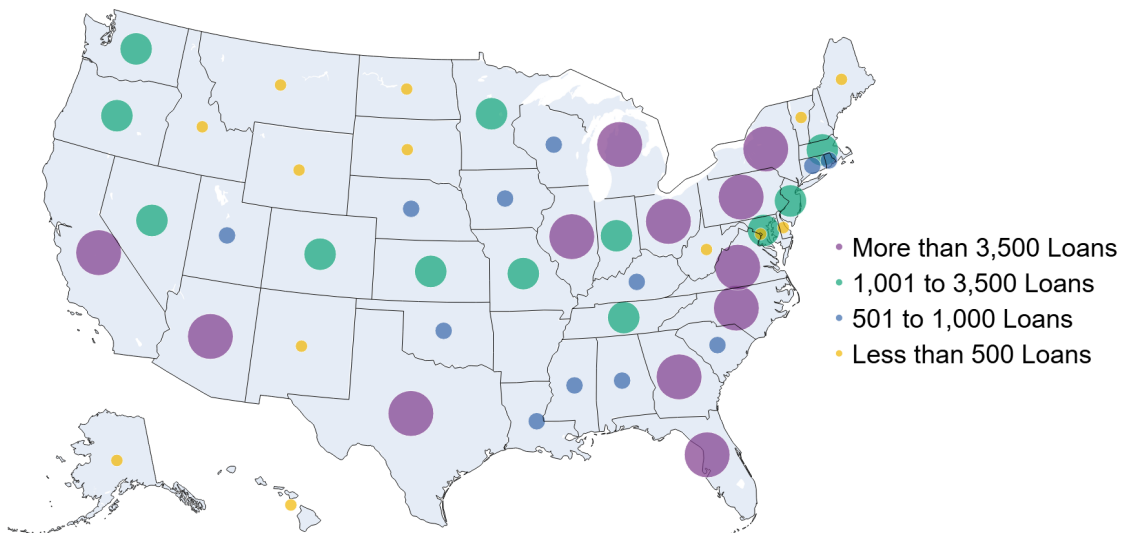 More than 3,500 Loans
1,001 to 3,500 Loans
501 to 1,000 Loans
Less than 500 Loans